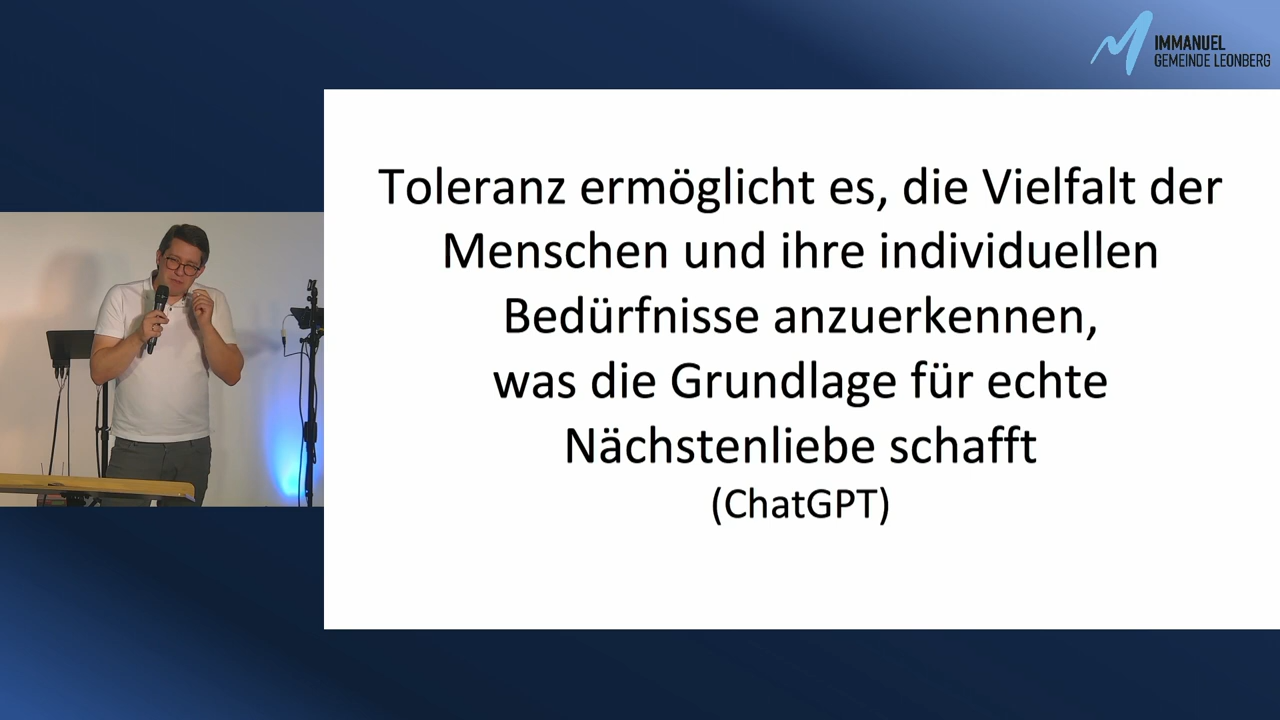 IMMANUEL
GEMEINDE LEONBERG
Toleranz ermöglicht es, die Vielfalt der
Menschen und ihre individuellen
Bedürfnisse anzuerkennen,
was die Grundlage für echte
Nächstenliebe schafft
(ChatGPT)